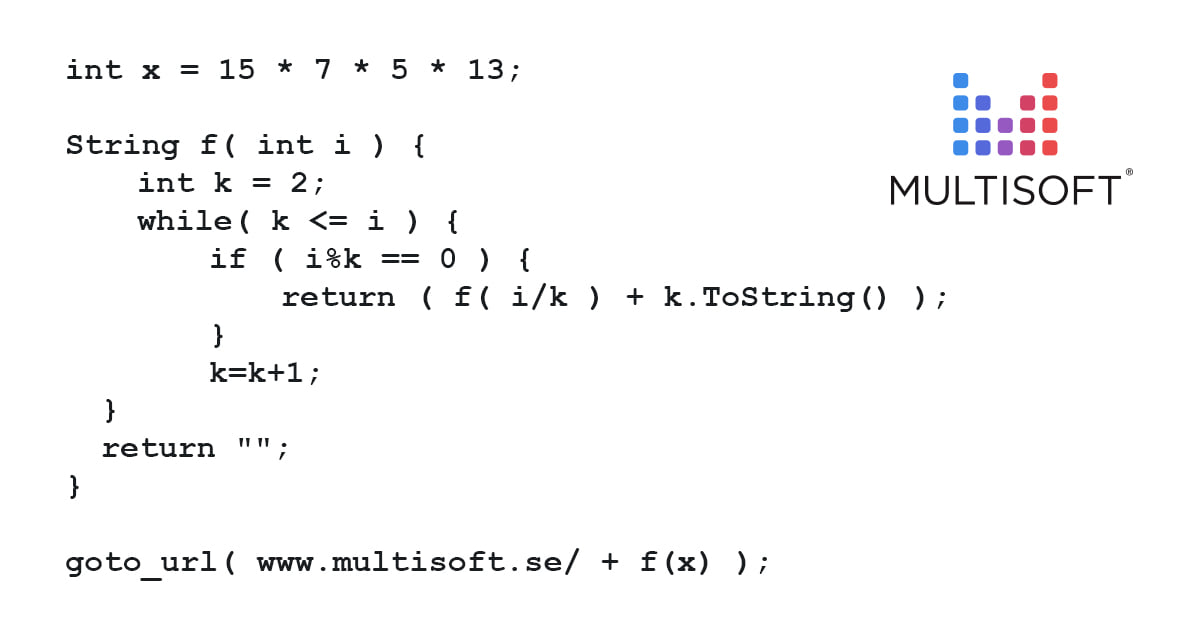 int x = 15 * 7 * 5 * 13;
String f( int i ) {
int k = 2;
while( k <= i ) {
if ( i%k == 0 ) {
return ( f( i/k ) + k.ToString() );
}
k=k+1;
}
return "";
}
goto_url( www.multisoft.se/ + f(x) );
MULTISOFT®